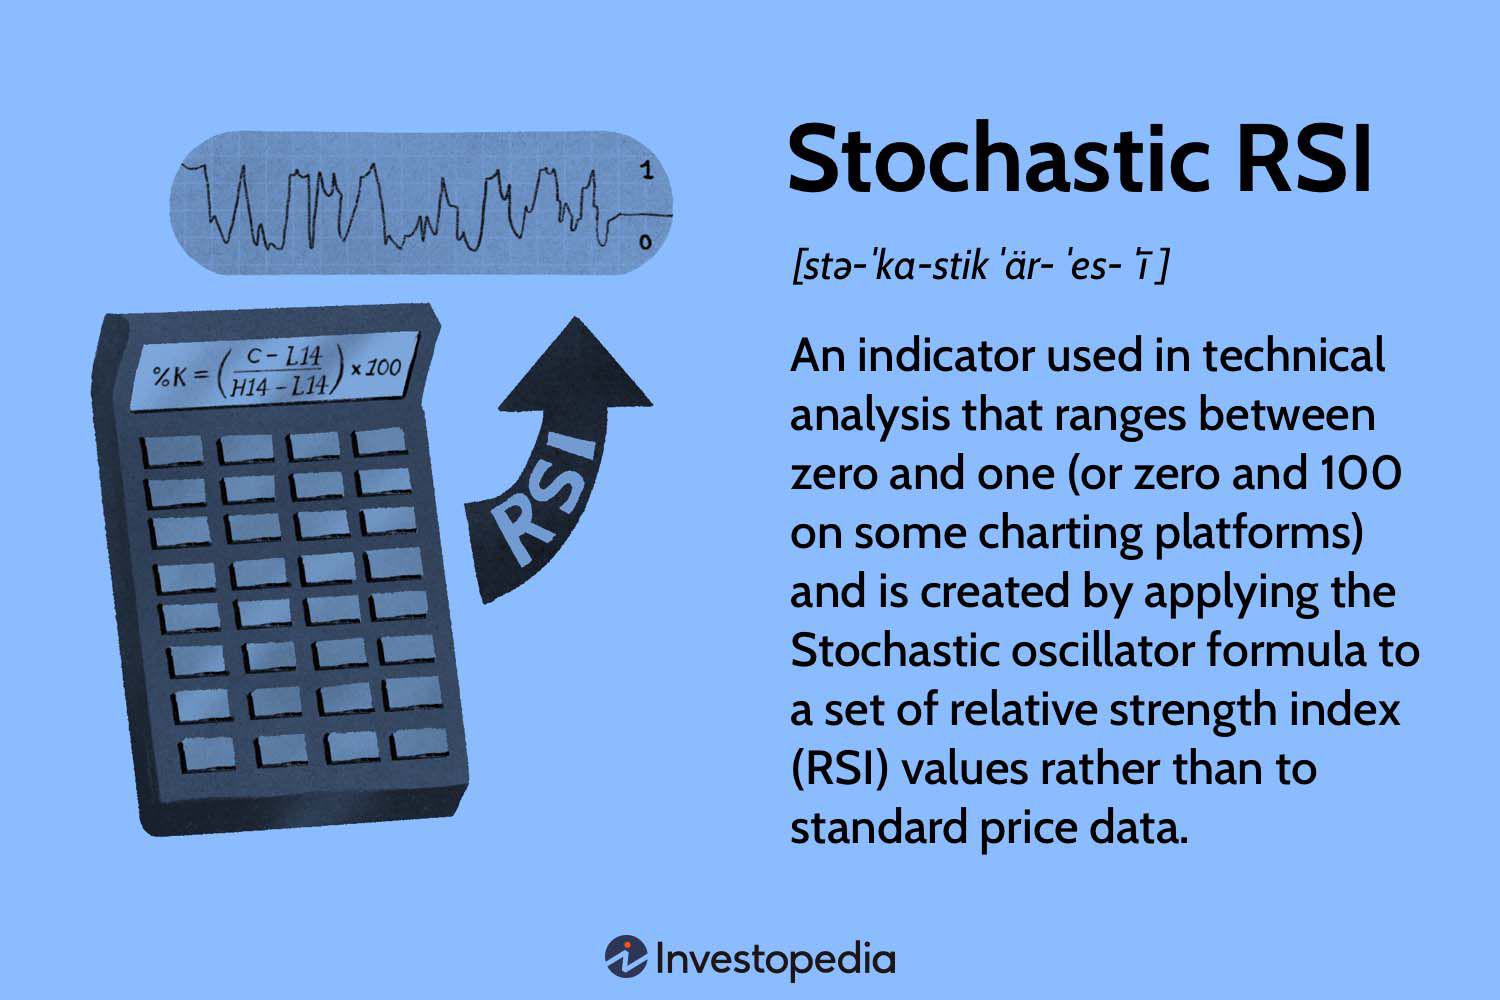 1
0
%K = (C - L14 / H14 - L14) × 100
RSI
Stochastic RSI
[stə-ˈka-stik ˈär- ˈes- ˈī ]
An indicator used in technical
analysis that ranges between
zero and one (or zero and 100
on some charting platforms)
and is created by applying the
Stochastic oscillator formula to
a set of relative strength index
(RSI) values rather than to
standard price data.
Investopedia